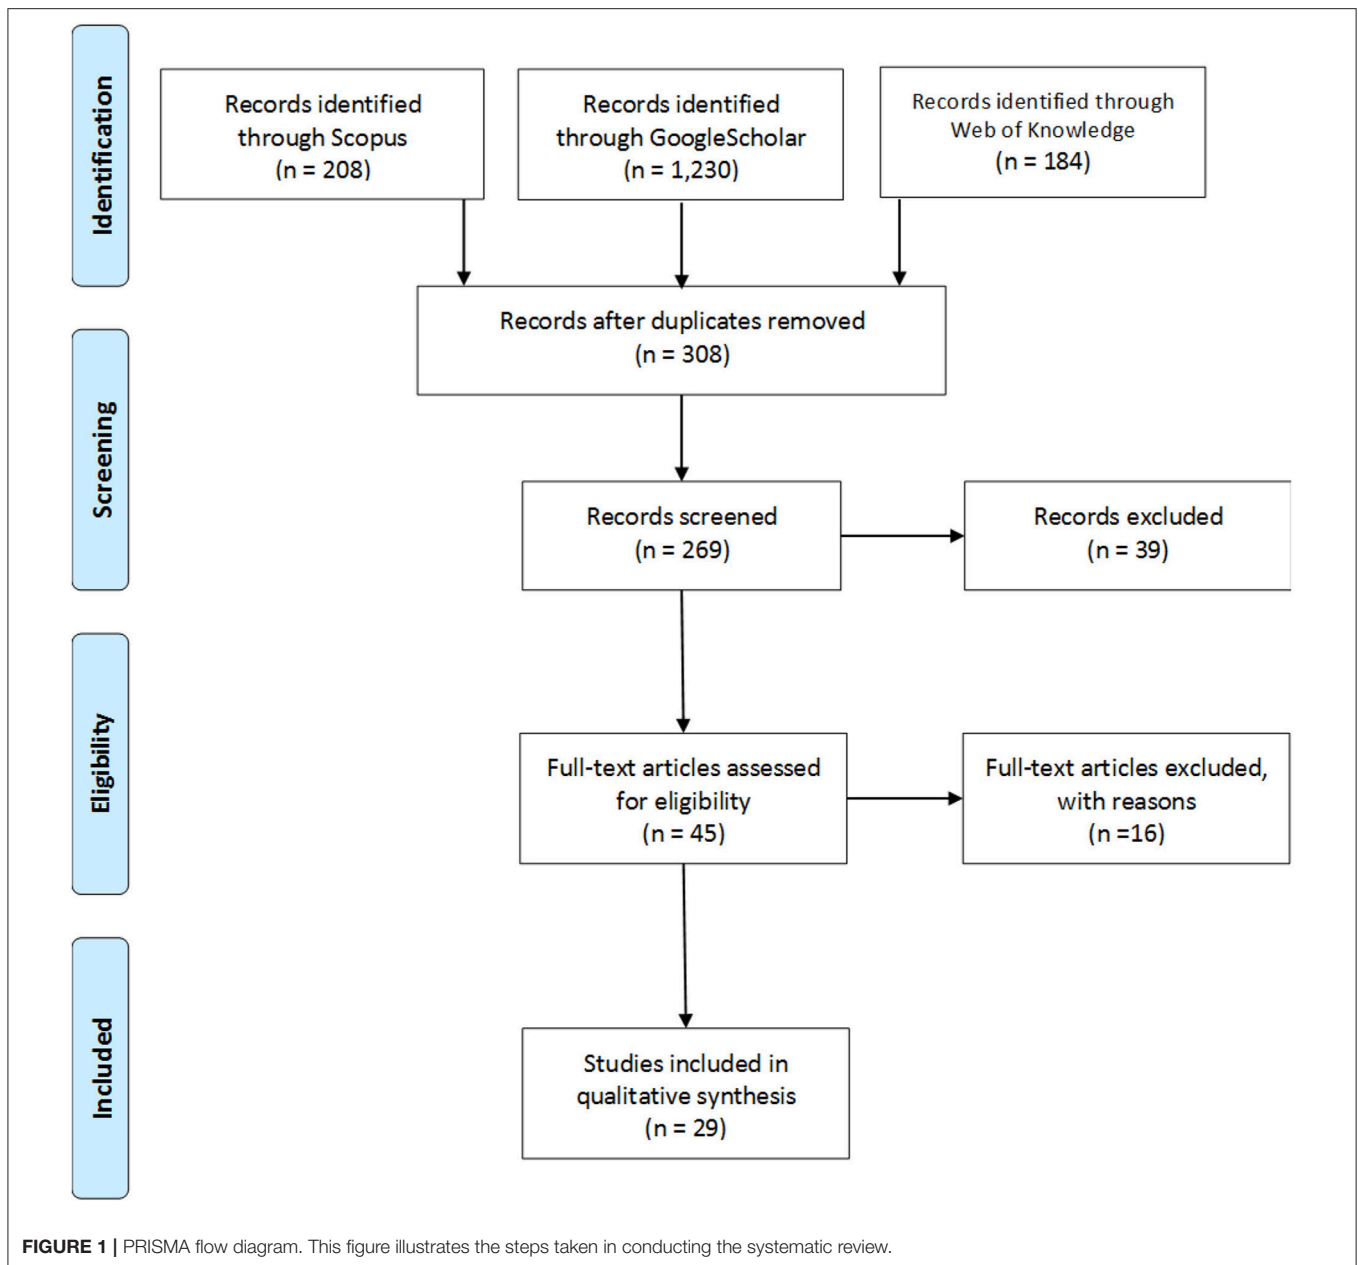 Identification
Records identified
through Scopus
(n = 208)
Records identified
through GoogleScholar
(n = 1,230)
Records identified through
Web of Knowledge
(n = 184)
Records after duplicates removed
(n = 308)
Screening
Records screened
(n = 269)
Records excluded
(n = 39)
Eligibility
Full-text articles assessed
for eligibility
(n = 45)
Full-text articles excluded,
with reasons
(n =16)
Included
Studies included in
qualitative synthesis
(n = 29)
FIGURE 1 | PRISMA flow diagram. This figure illustrates the steps taken in conducting the systematic review.